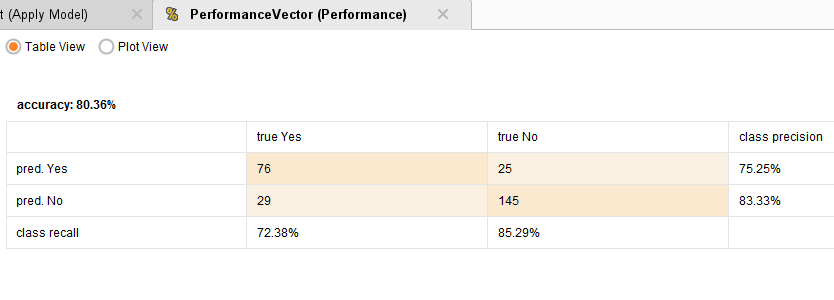 t (Apply Model)
PerformanceVector (Performance)
Table View
Plot View
accuracy: 80.36%
true Yes true No class precision
pred. Yes 76 25 75.25%
pred. No 29 145 83.33%
class recall 72.38% 85.29%